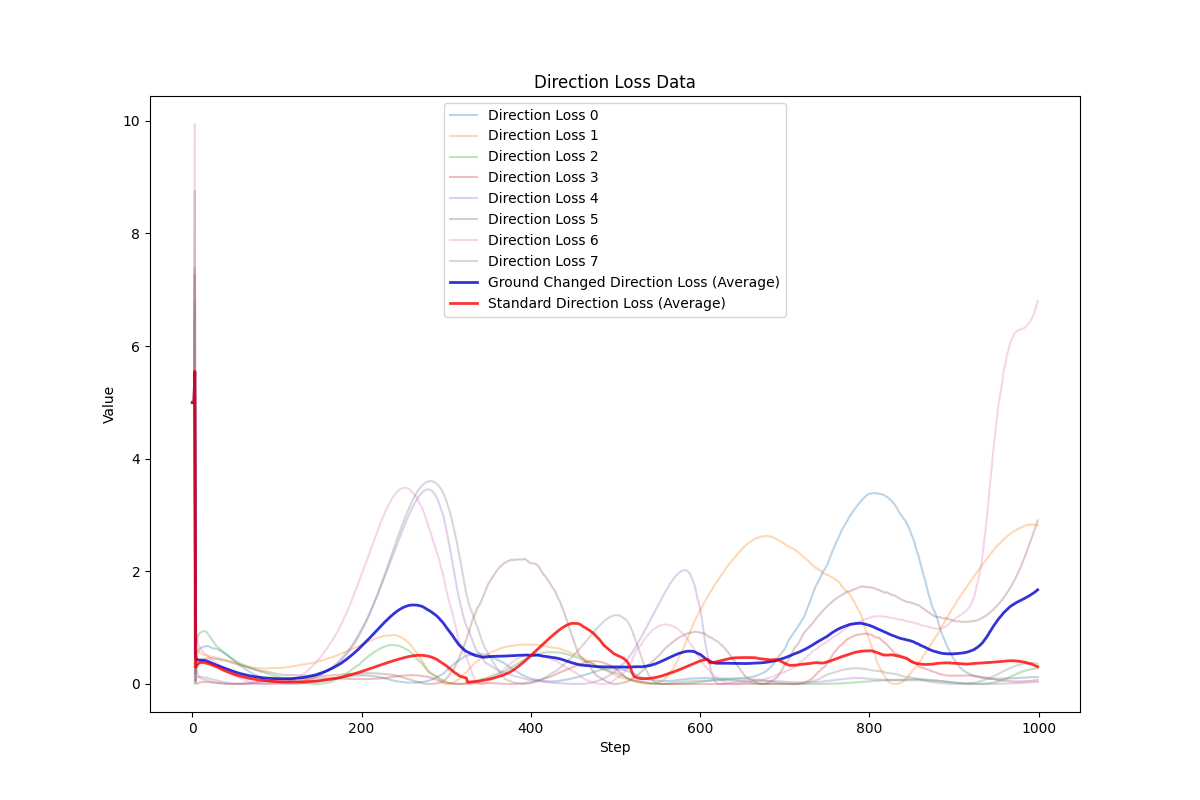 Direction Loss Data
10
8
6
4
2
0
Value
Direction Loss 0
Direction Loss 1
Direction Loss 2
Direction Loss 3
Direction Loss 4
Direction Loss 5
Direction Loss 6
Direction Loss 7
Ground Changed Direction Loss (Average)
Standard Direction Loss (Average)
0 200 400 600 800 1000
Step